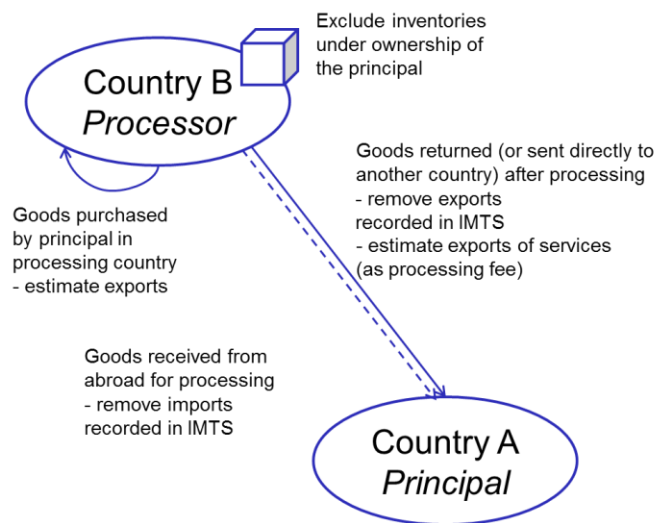 Exclude inventories
under ownership of
the principal
Country B
Processor
Goods returned (or sent directly to
another country) after processing
- remove exports
recorded in IMTS
- estimate exports of services
(as processing fee)
Goods purchased
by principal in
processing country
- estimate exports
Goods received from
abroad for processing
- remove imports
recorded in IMTS
Country A
Principal